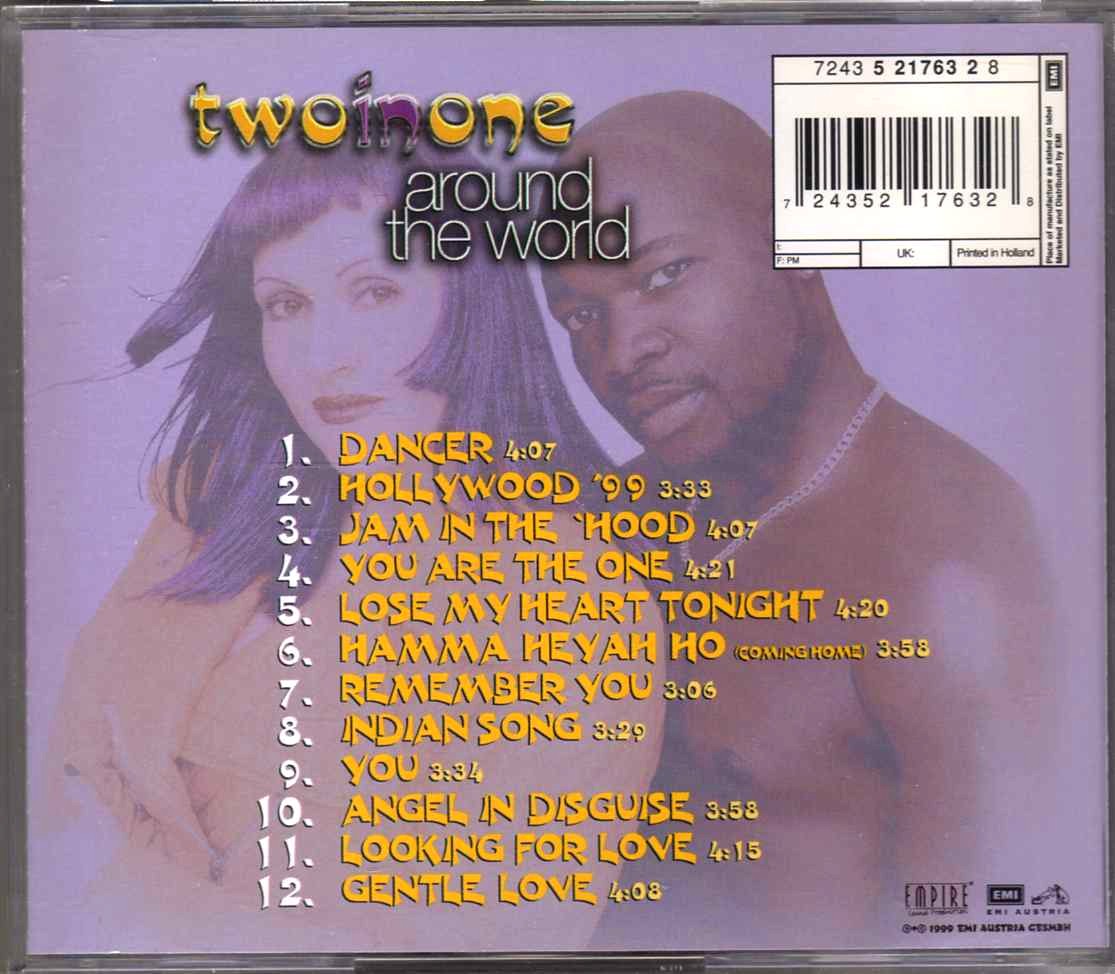 twoinone
around
the world
7243 5 21763 2 8
EMI
Place of manufacture as stated on label
Marketed and Distributed by EMI
7 24352 17632 8
I:
F: PM
UK:
Printed in Holland
1. DANCER 4:07
2. HOLLYWOOD '99 3:33
3. JAM IN THE `HOOD 4:07
4. YOU ARE THE ONE 4:21
5. LOSE MY HEART TONIGHT 4:20
6. HAMMA HEYAH HO (COMING HOME) 3:58
7. REMEMBER YOU 3:06
8. INDIAN SONG 3:29
9. YOU 3:34
10. ANGEL IN DISGUISE 3:58
11. LOOKING FOR LOVE 4:15
12. GENTLE LOVE 4:08
EMPIRE
Sound Production
EMI
EMI AUSTRIA
℗+© 1999 EMI AUSTRIA GESMBH